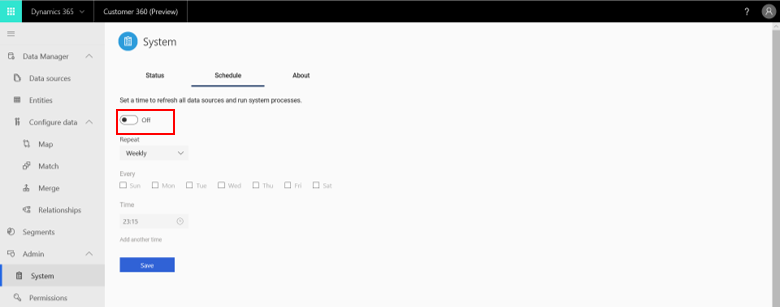 Dynamics 365 Customer 360 (Preview) ?
System
Data Manager
Data sources
Entities
Configure data
Map
Match
Merge
Relationships
Segments
Admin
System
Permissions
Status Schedule About
Set a time to refresh all data sources and run system processes.
Off
Repeat
Weekly
Every
Sun Mon Tue Wed Thu Fri Sat
Time
23:15
Add another time
Save